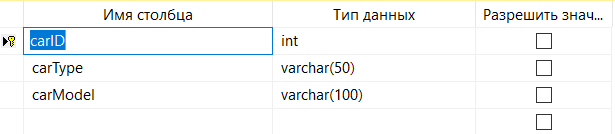 Имя столбца Тип данных Разрешить знач...
carID int
carType varchar(50)
carModel varchar(100)